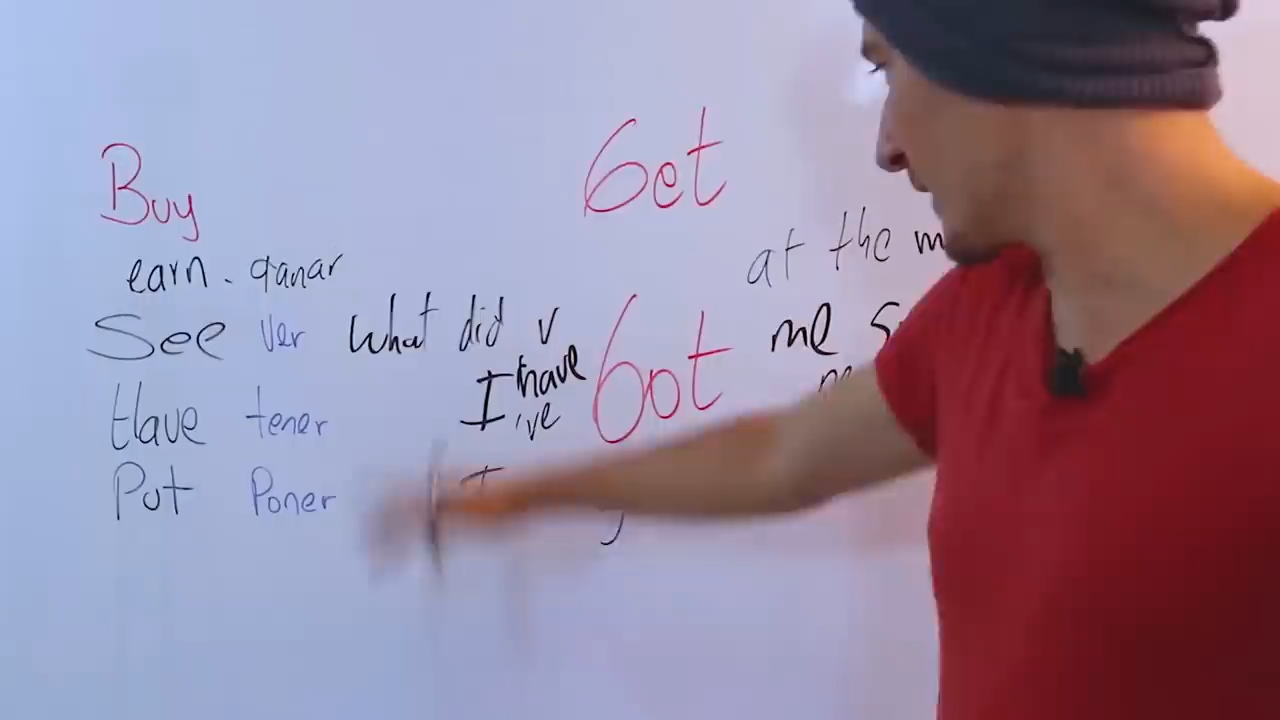 Get
Buy
at the
earn - ganar
See ver What did
Got me
I have
've
Have tener
Put Poner I